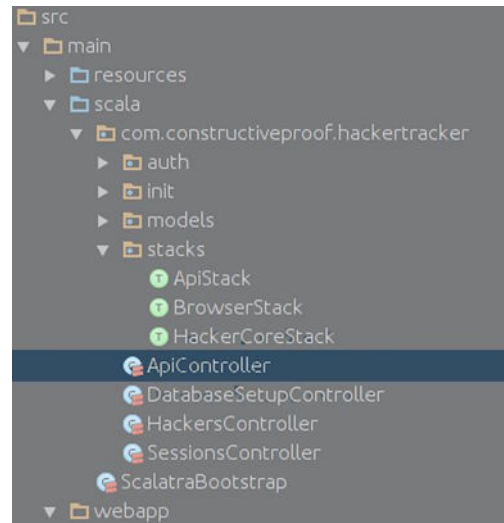 src
main
resources
scala
com.constructiveproof.hackertracker
auth
init
models
stacks
T ApiStack
T BrowserStack
T HackerCoreStack
ApiController
DatabaseSetupController
HackersController
SessionsController
ScalatraBootstrap
webapp